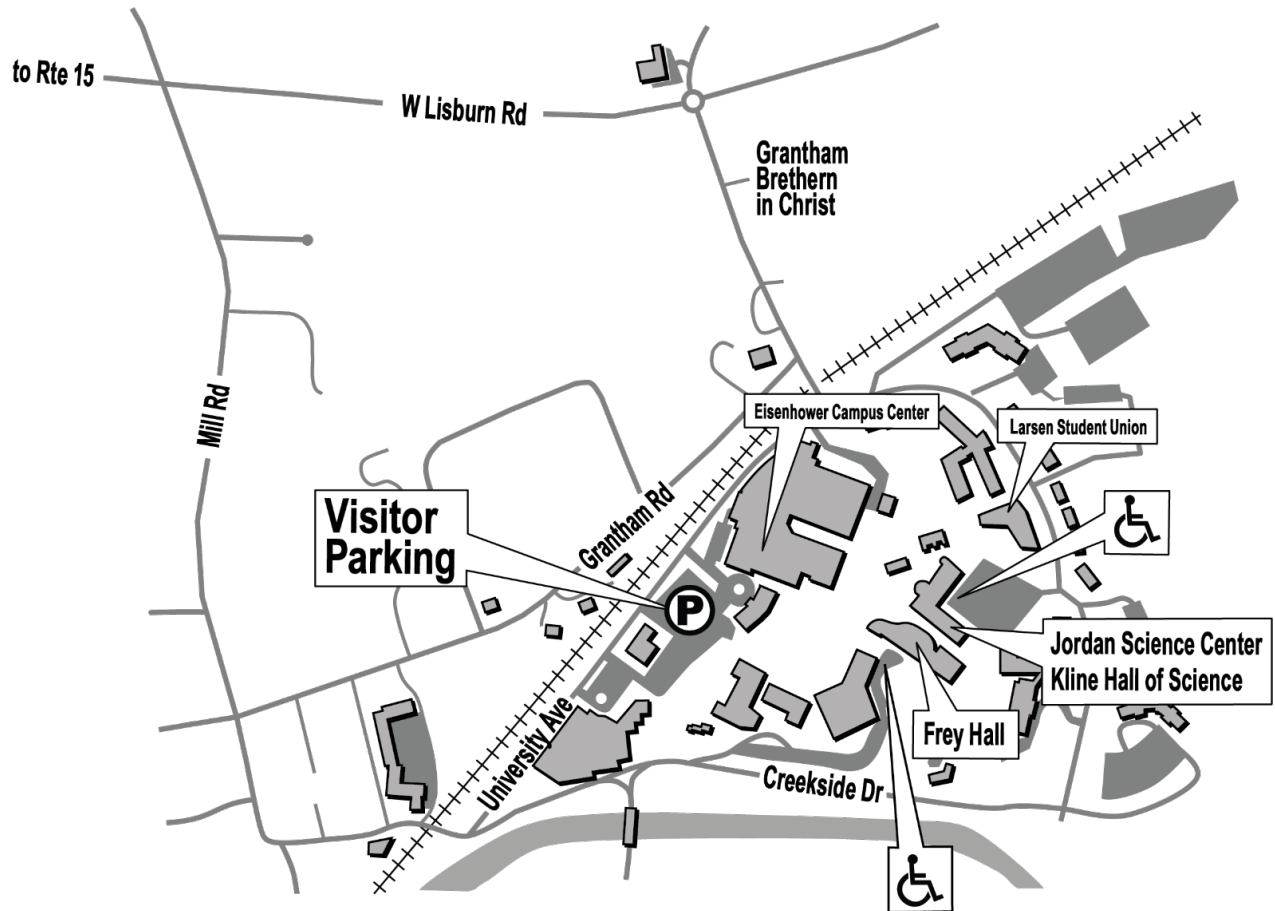 to Rte 15
W Lisburn Rd
Grantham
Brethern
in Christ
Mill Rd
Eisenhower Campus Center
Larsen Student Union
Visitor
Parking
Grantham Rd
P
Jordan Science Center
Kline Hall of Science
University Ave
Frey Hall
Creekside Dr